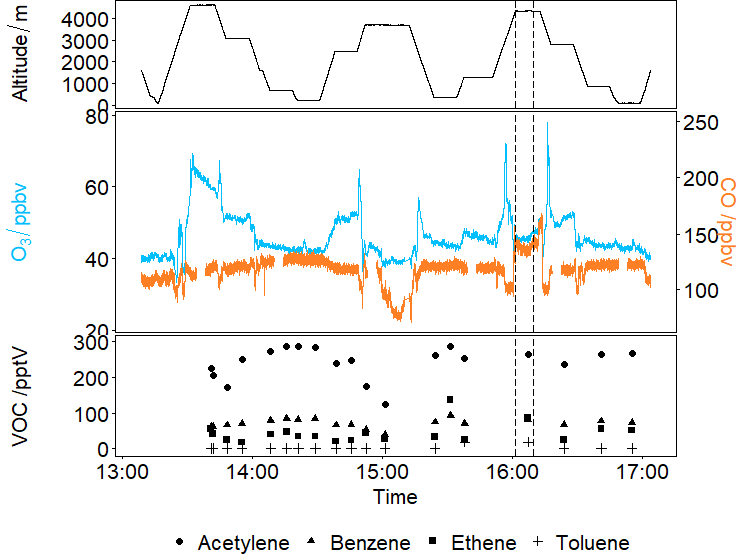 Altitude / m
4000
3000
2000
1000
0
O3 / ppbv
80
60
40
20
250
200
150
100
CO /ppbv
VOC /pptV
300
200
100
0
13:00 14:00 15:00 16:00 17:00
Time
Acetylene Benzene Ethene Toluene